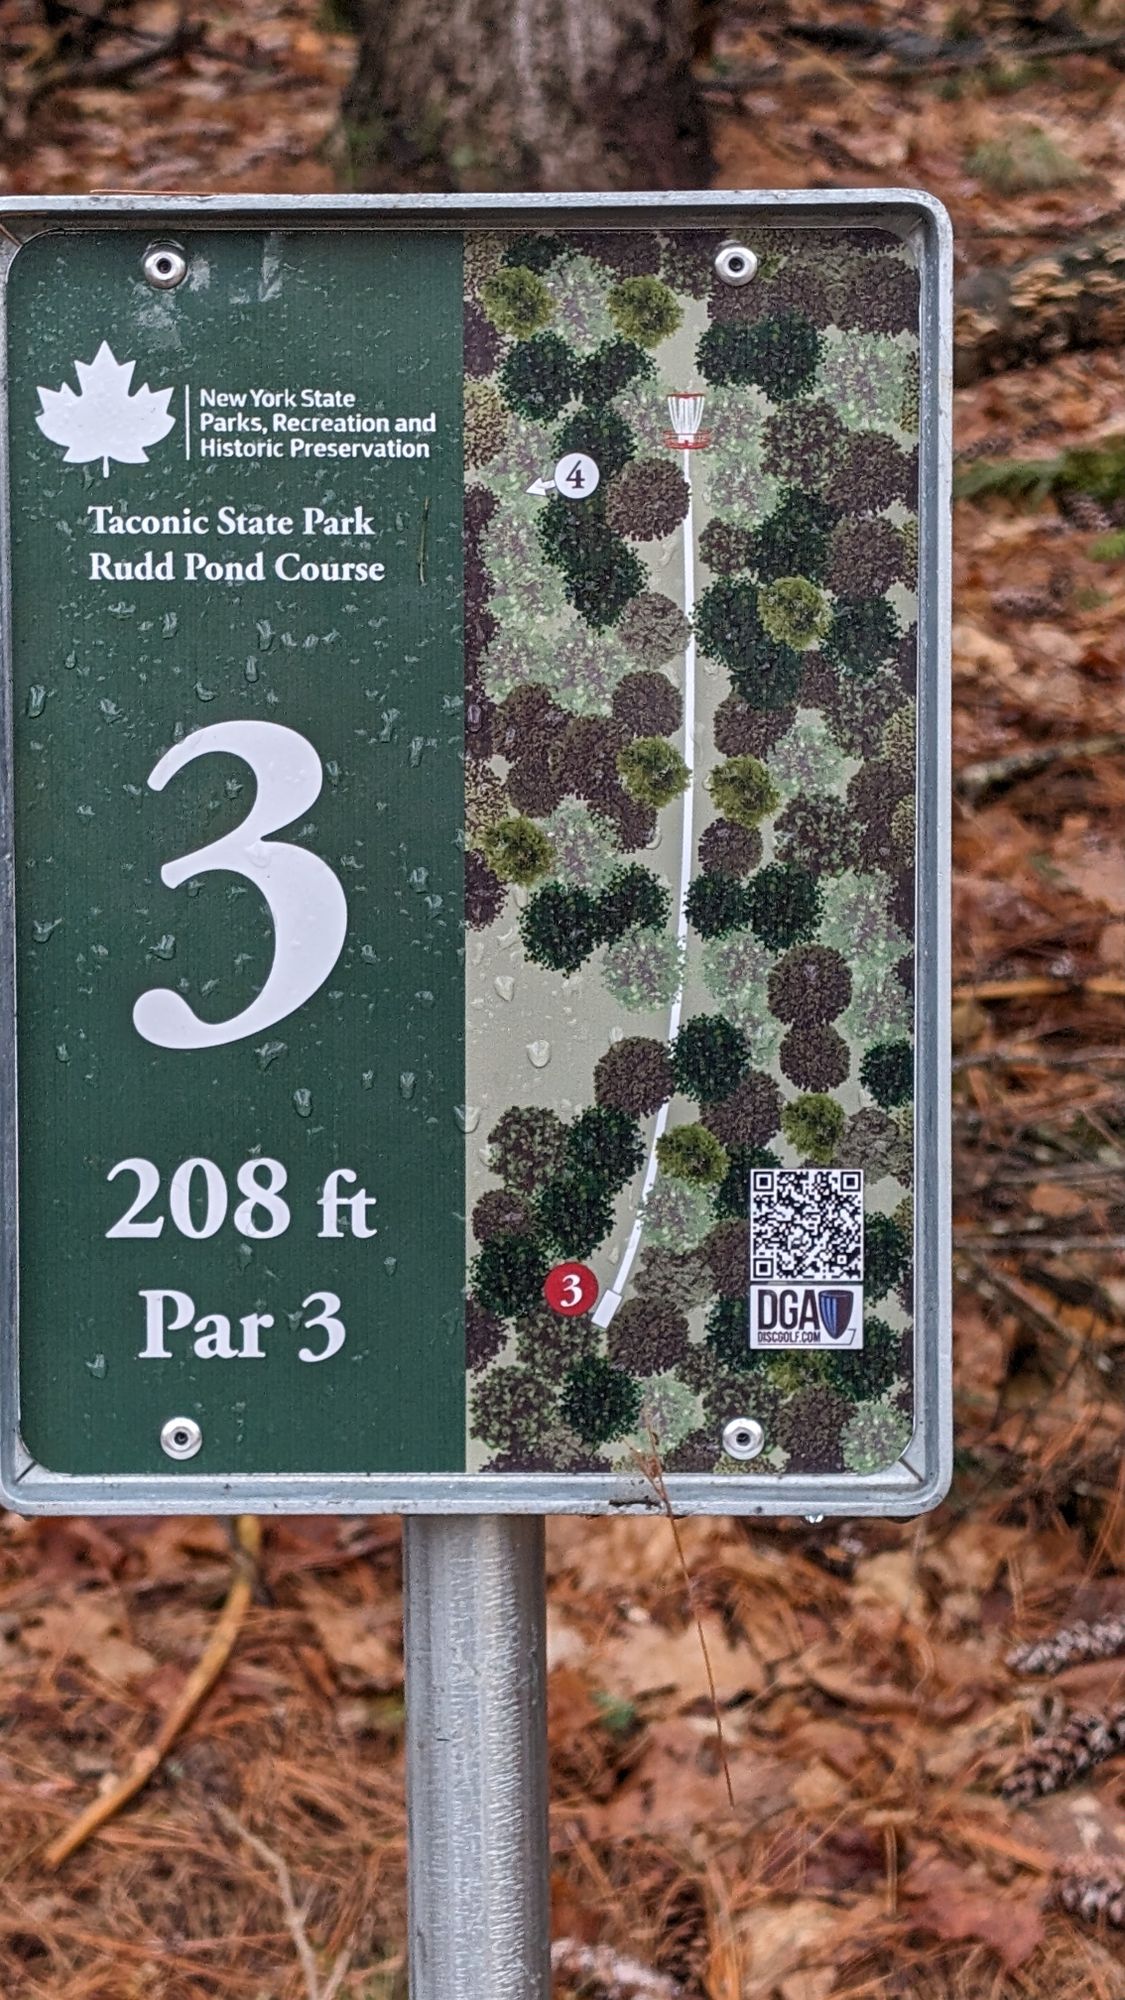 New York State
Parks, Recreation and
Historic Preservation
Taconic State Park
Rudd Pond Course
3
208 ft
Par 3
4
3
DGA
DISCGOLF.COM